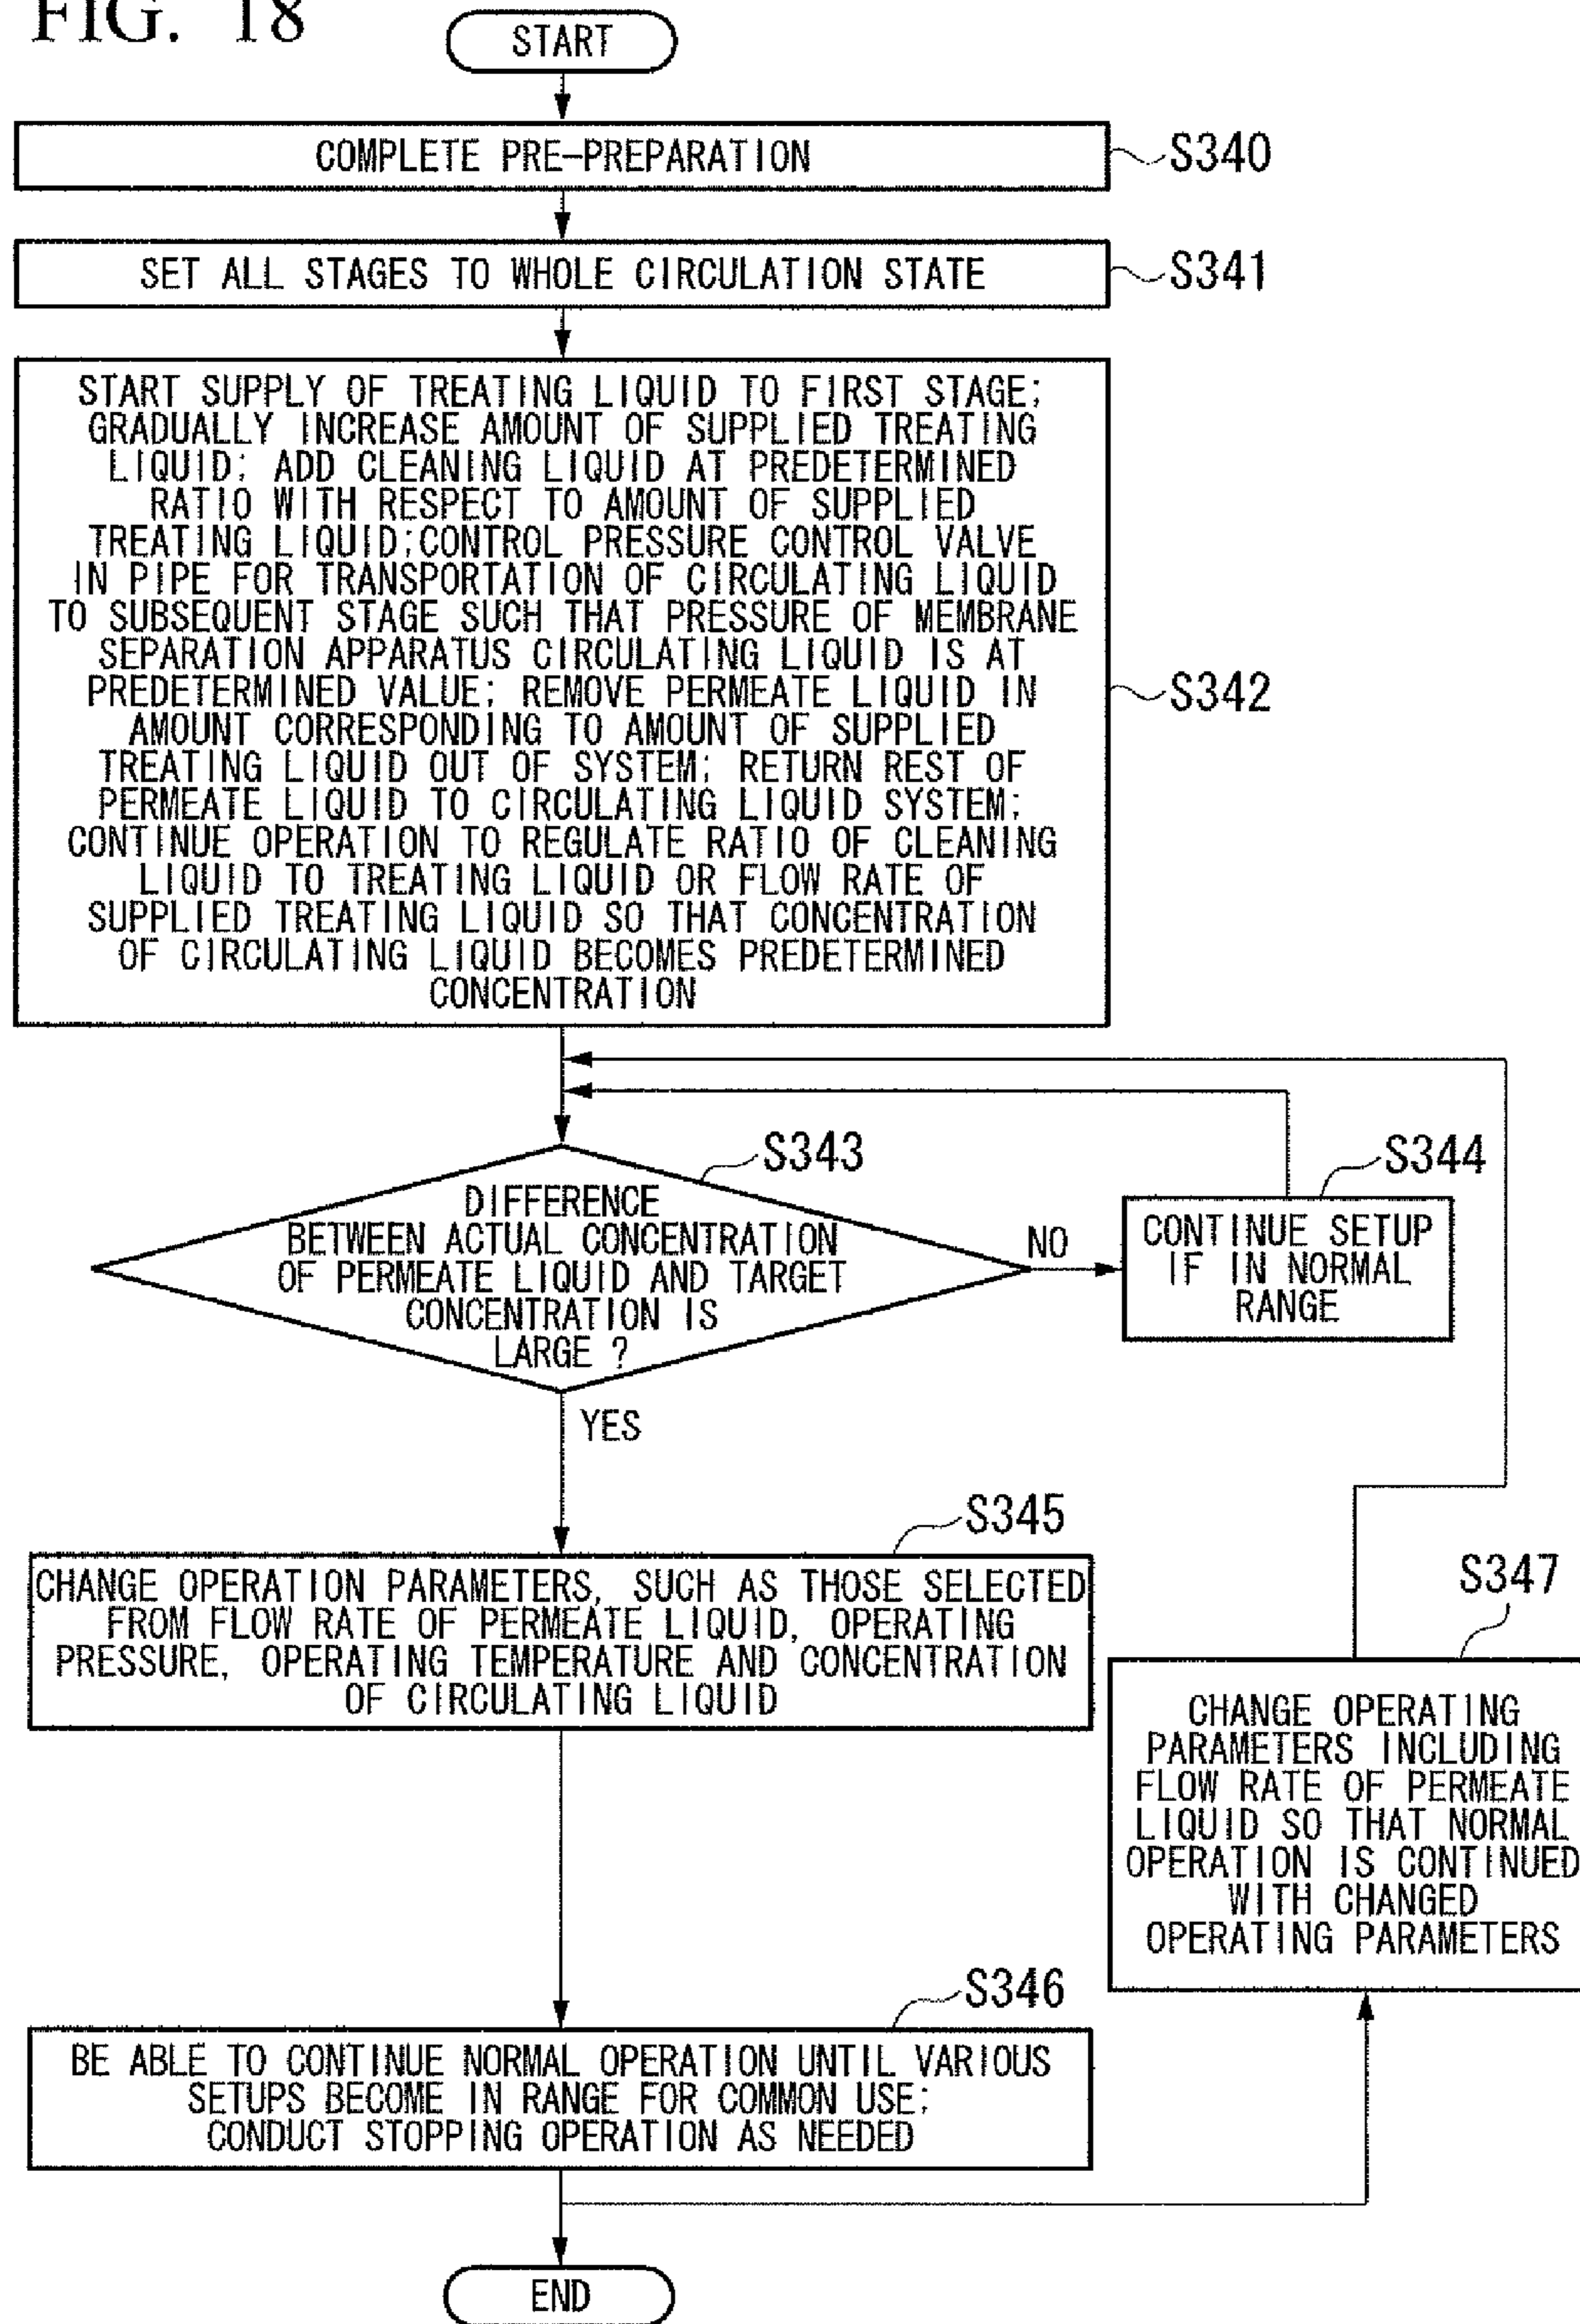 FIG. 18
START
COMPLETE PRE-PREPARATION
S340
SET ALL STAGES TO WHOLE CIRCULATION STATE
S341
START SUPPLY OF TREATING LIQUID TO FIRST STAGE;
GRADUALLY INCREASE AMOUNT OF SUPPLIED TREATING
LIQUID; ADD CLEANING LIQUID AT PREDETERMINED
RATIO WITH RESPECT TO AMOUNT OF SUPPLIED
TREATING LIQUID;CONTROL PRESSURE CONTROL VALVE
IN PIPE FOR TRANSPORTATION OF CIRCULATING LIQUID
TO SUBSEQUENT STAGE SUCH THAT PRESSURE OF MEMBRANE
SEPARATION APPARATUS CIRCULATING LIQUID IS AT
PREDETERMINED VALUE; REMOVE PERMEATE LIQUID IN
AMOUNT CORRESPONDING TO AMOUNT OF SUPPLIED
TREATING LIQUID OUT OF SYSTEM; RETURN REST OF
PERMEATE LIQUID TO CIRCULATING LIQUID SYSTEM;
CONTINUE OPERATION TO REGULATE RATIO OF CLEANING
LIQUID TO TREATING LIQUID OR FLOW RATE OF
SUPPLIED TREATING LIQUID SO THAT CONCENTRATION
OF CIRCULATING LIQUID BECOMES PREDETERMINED
CONCENTRATION
S342
S343
DIFFERENCE
BETWEEN ACTUAL CONCENTRATION
OF PERMEATE LIQUID AND TARGET
CONCENTRATION IS
LARGE ?
NO
S344
CONTINUE SETUP
IF IN NORMAL
RANGE
YES
S345
CHANGE OPERATION PARAMETERS, SUCH AS THOSE SELECTED
FROM FLOW RATE OF PERMEATE LIQUID, OPERATING
PRESSURE, OPERATING TEMPERATURE AND CONCENTRATION
OF CIRCULATING LIQUID
S347
CHANGE OPERATING
PARAMETERS INCLUDING
FLOW RATE OF PERMEATE
LIQUID SO THAT NORMAL
OPERATION IS CONTINUED
WITH CHANGED
OPERATING PARAMETERS
S346
BE ABLE TO CONTINUE NORMAL OPERATION UNTIL VARIOUS
SETUPS BECOME IN RANGE FOR COMMON USE;
CONDUCT STOPPING OPERATION AS NEEDED
END